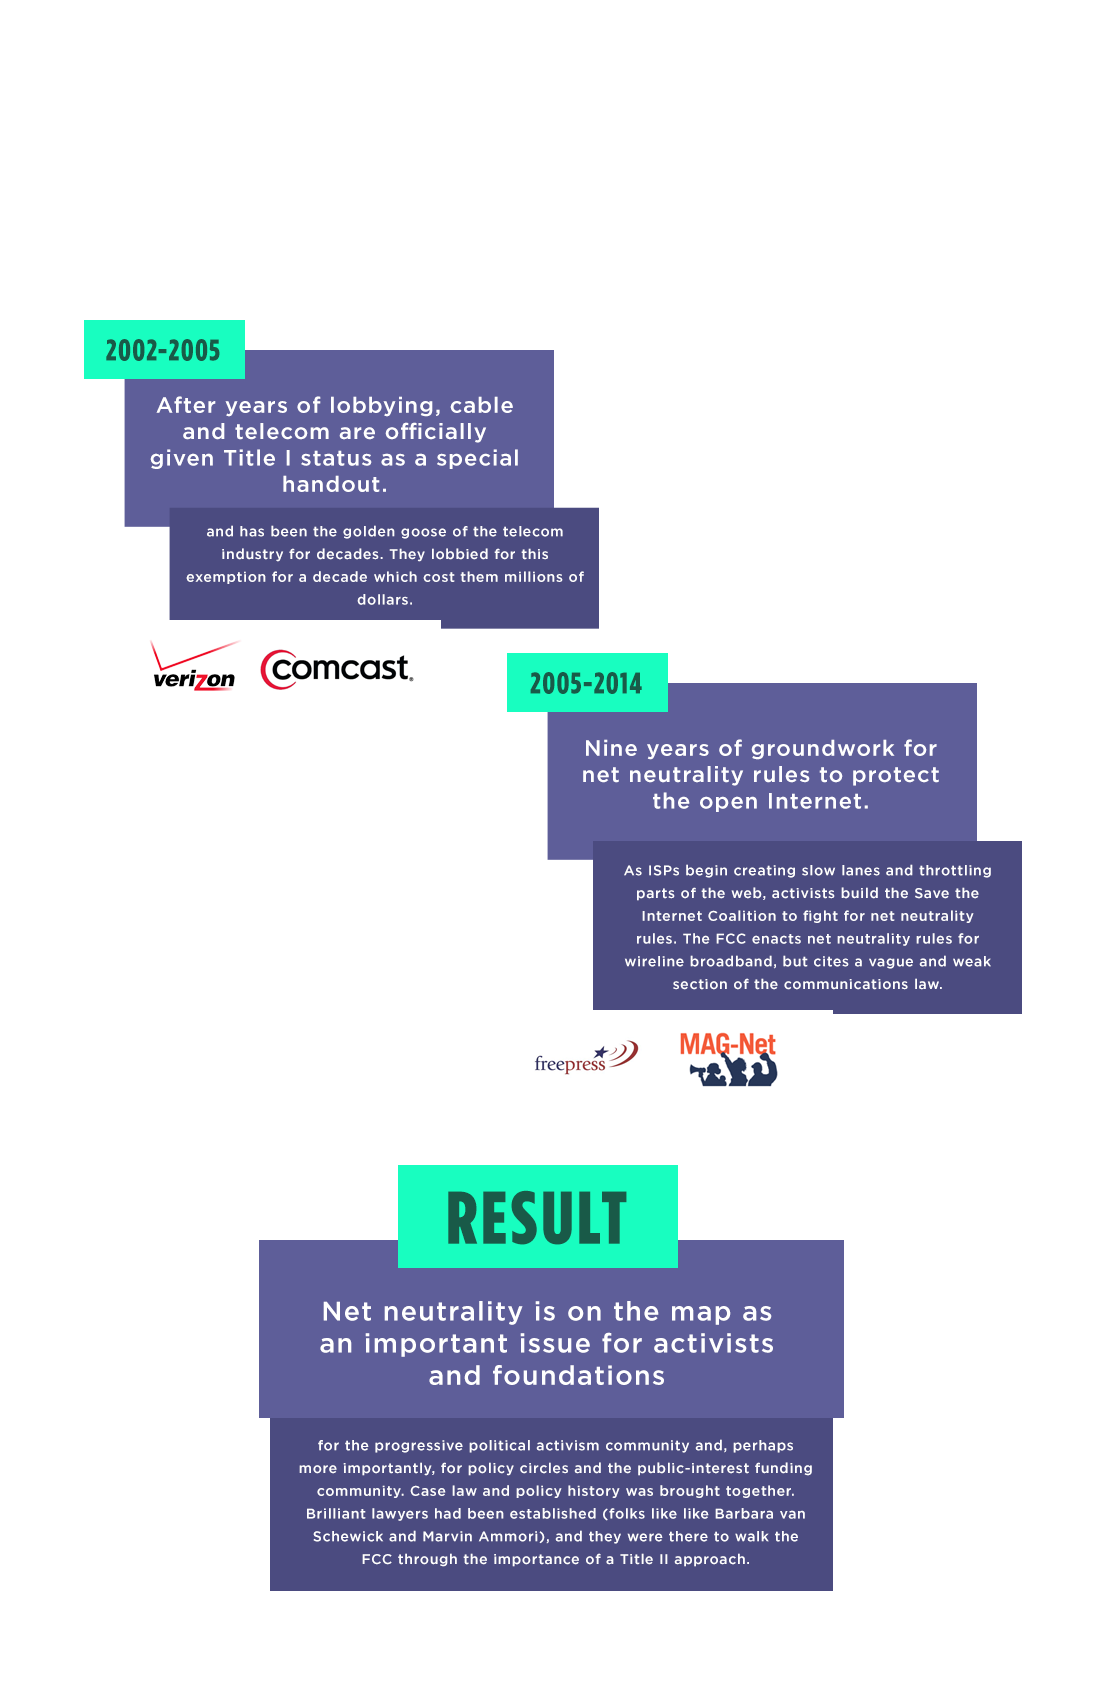 2002-2005
After years of lobbying, cable
and telecom are officially
given Title I status as a special
handout.
and has been the golden goose of the telecom
industry for decades. They lobbied for this
exemption for a decade which cost them millions of
dollars.
verizon
comcast®
2005-2014
Nine years of groundwork for
net neutrality rules to protect
the open Internet.
As ISPs begin creating slow lanes and throttling
parts of the web, activists build the Save the
Internet Coalition to fight for net neutrality
rules. The FCC enacts net neutrality rules for
wireline broadband, but cites a vague and weak
section of the communications law.
freepress
MAG-Net
RESULT
Net neutrality is on the map as
an important issue for activists
and foundations
for the progressive political activism community and, perhaps
more importantly, for policy circles and the public-interest funding
community. Case law and policy history was brought together.
Brilliant lawyers had been established (folks like like Barbara van
Schewick and Marvin Ammori), and they were there to walk the
FCC through the importance of a Title II approach.